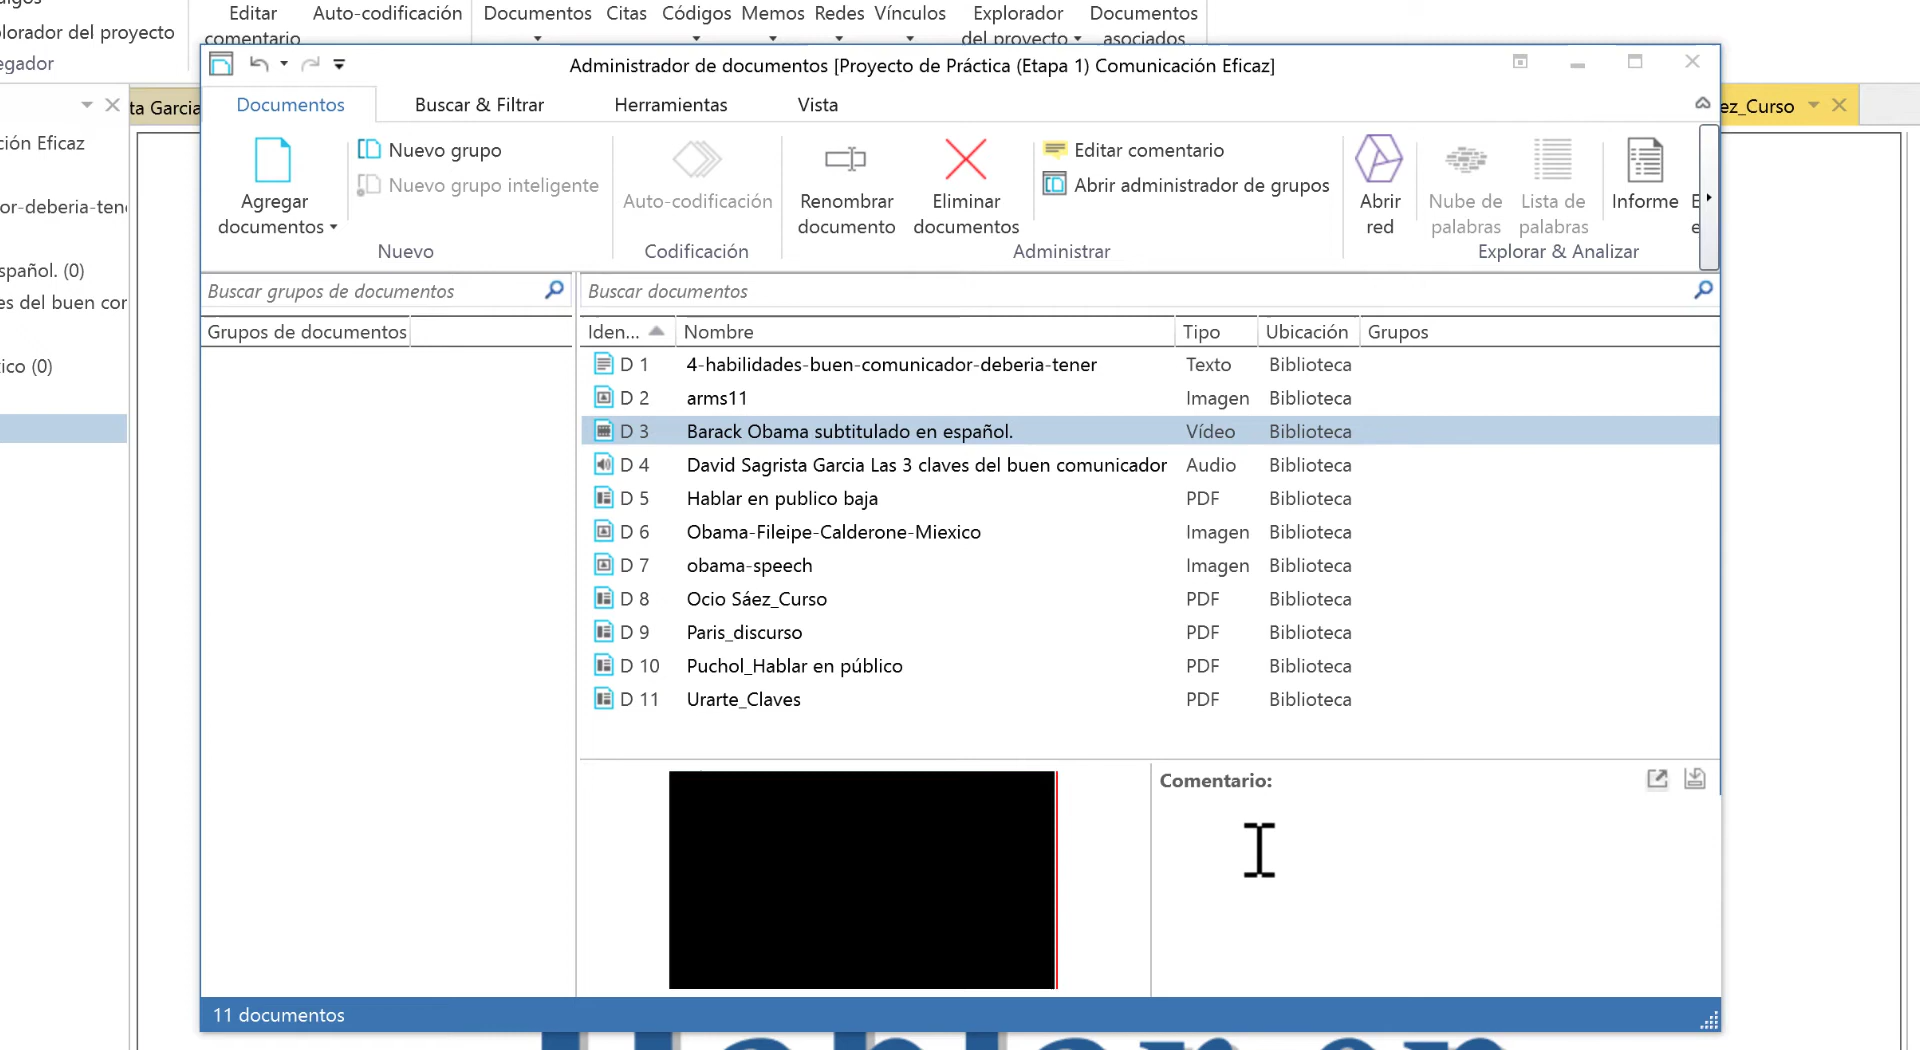 Editar
comentario
Auto-codificación
Documentos
Citas
Códigos
Memos
Redes
Vínculos
Explorador
del proyecto
Documentos
asociados
lorador del proyecto
egador
Administrador de documentos [Proyecto de Práctica (Etapa 1) Comunicación Eficaz]
ta Garcia
ez_Curso
Documentos
Buscar & Filtrar
Herramientas
Vista
ción Eficaz
or-deberia-ten
spañol. (0)
es del buen cor
ico (0)
Agregar
documentos
Nuevo grupo
Nuevo grupo inteligente
Nuevo
Auto-codificación
Codificación
Renombrar
documento
Eliminar
documentos
Editar comentario
Abrir administrador de grupos
Administrar
Abrir
red
Nube de
palabras
Lista de
palabras
Informe
Explorar & Analizar
Buscar grupos de documentos
Buscar documentos
Grupos de documentos
Iden... Nombre Tipo Ubicación Grupos
D 1 4-habilidades-buen-comunicador-deberia-tener Texto Biblioteca
D 2 arms11 Imagen Biblioteca
D 3 Barack Obama subtitulado en español. Vídeo Biblioteca
D 4 David Sagrista Garcia Las 3 claves del buen comunicador Audio Biblioteca
D 5 Hablar en publico baja PDF Biblioteca
D 6 Obama-Fileipe-Calderone-Miexico Imagen Biblioteca
D 7 obama-speech Imagen Biblioteca
D 8 Ocio Sáez_Curso PDF Biblioteca
D 9 Paris_discurso PDF Biblioteca
D 10 Puchol_Hablar en público PDF Biblioteca
D 11 Urarte_Claves PDF Biblioteca
Comentario:
11 documentos